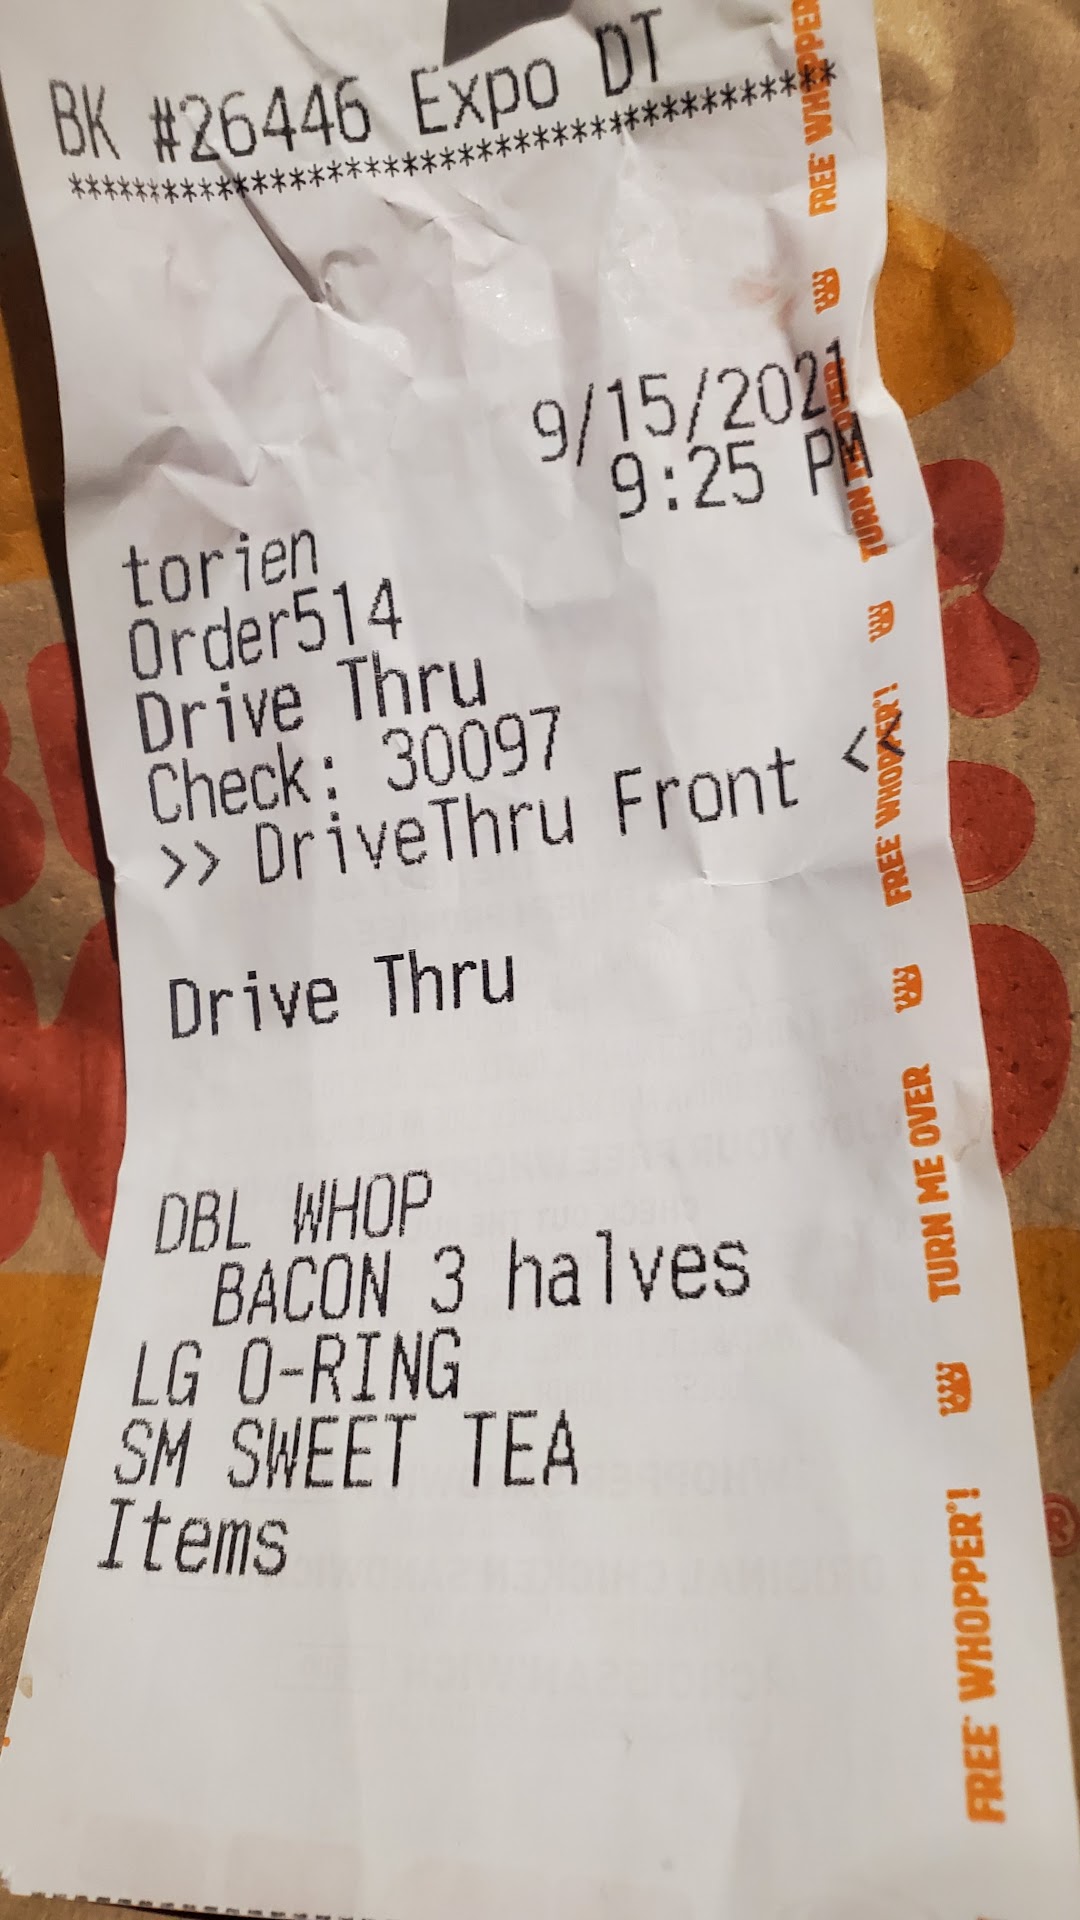 BK #26446 Expo DT
************************************
9/15/2021
9:25 PM
torien
Order514
Drive Thru
Check: 30097
>> DriveThru Front <<
Drive Thru
DBL WHOP
BACON 3 halves
LG O-RING
SM SWEET TEA
Items
FREE WHOPPER
TURN ME OVER
FREE WHOPPER®!
TURN ME OVER
FREE WHOPPER®!
®